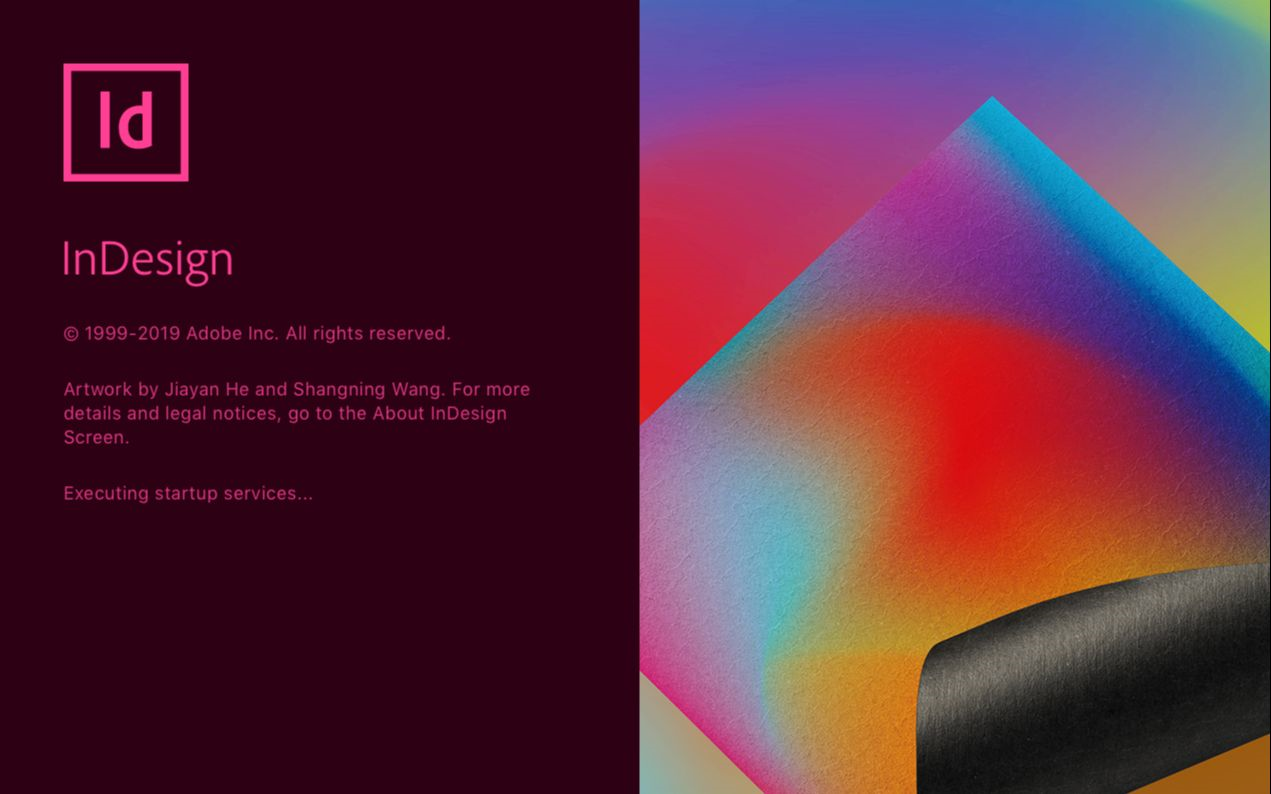 Id
InDesign
© 1999-2019 Adobe Inc. All rights reserved.
Artwork by Jiayan He and Shangning Wang. For more
details and legal notices, go to the About InDesign
Screen.
Executing startup services...